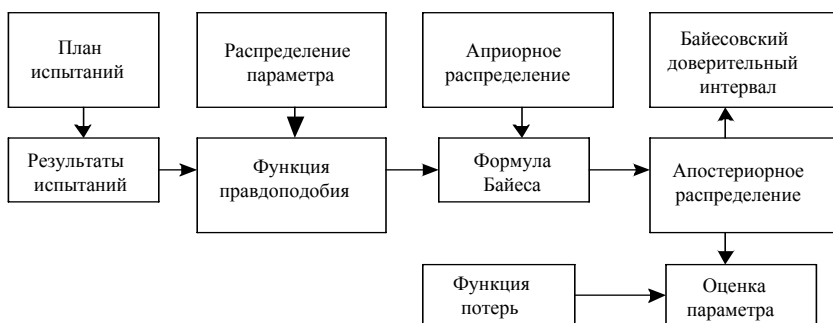 План
испытаний
Распределение
параметра
Априорное
распределение
Байесовский
доверительный
интервал
Результаты
испытаний
Функция
правдоподобия
Формула
Байеса
Апостериорное
распределение
Функция
потерь
Оценка
параметра